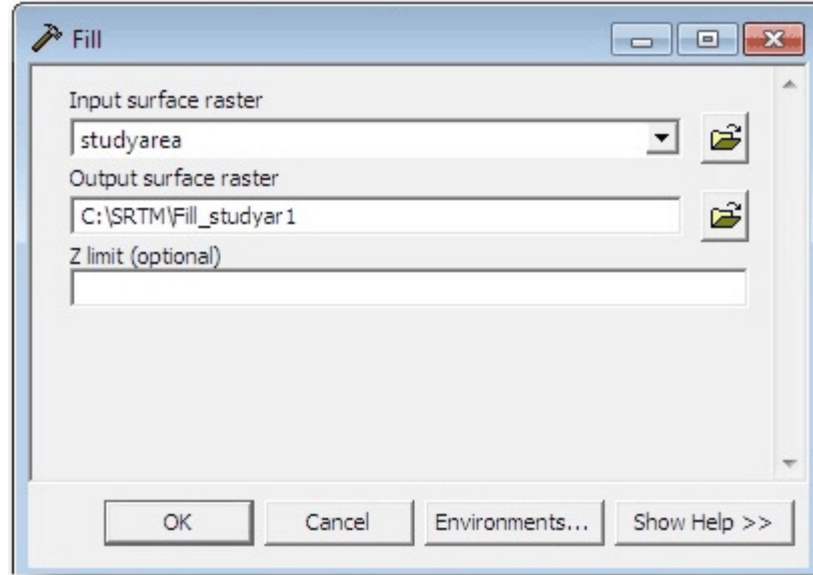 Fill
Input surface raster
studyarea
Output surface raster
C:\SRTM\Fill_studyar1
Z limit (optional)
OK Cancel Environments... Show Help >>